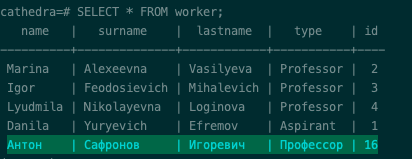 cathedra=# SELECT * FROM worker;
name | surname | lastname | type | id
----------+--------------+------------+-----------+----
Marina | Alexeevna | Vasilyeva | Professor | 2
Igor | Feodosievich | Mihalevich | Professor | 3
Lyudmila | Nikolayevna | Loginova | Professor | 4
Danila | Yuryevich | Efremov | Aspirant | 1
Антон | Сафронов | Игоревич | Профессор | 16